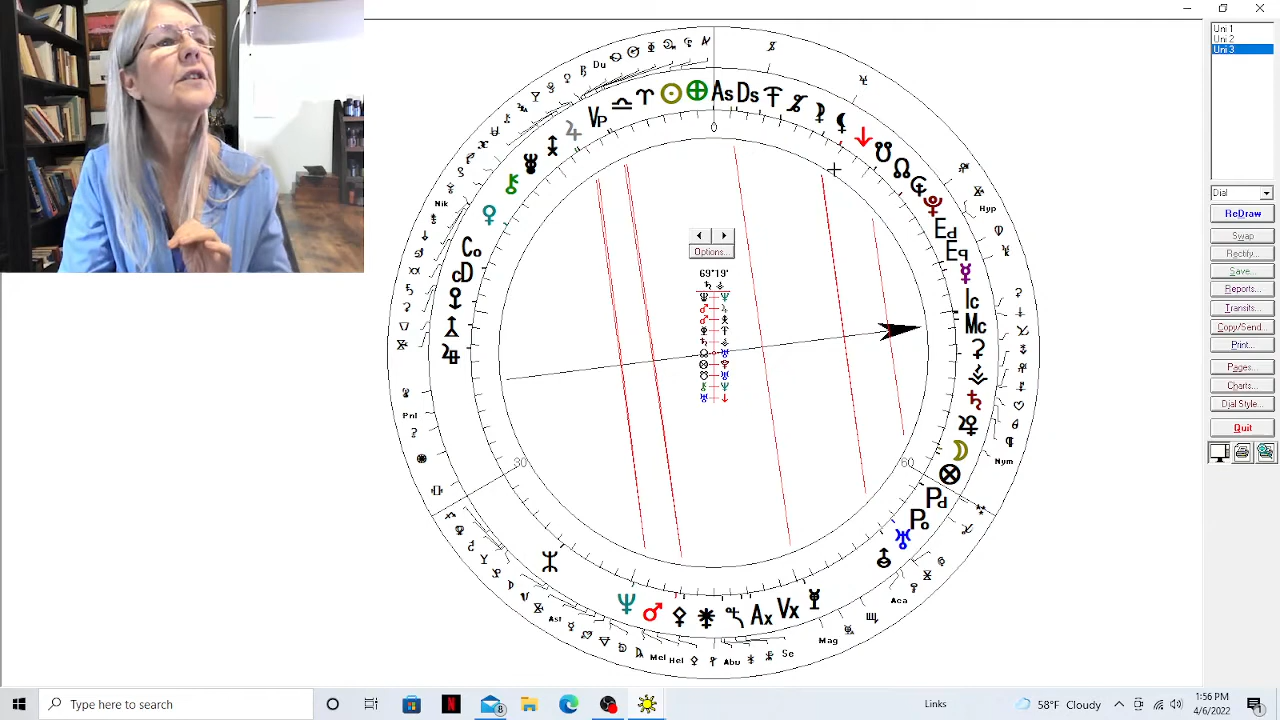 Uni 1
Uni 2
Uni 3
Dial
ReDraw
Swap
Rectify...
Save...
Reports...
Transits...
Copy/Send...
Print...
Pages...
Charts...
Dial Style...
Quit
Options...
69°19'
0
30
60
As
Ds
Vp
Ed
Eq
Ic
Mc
Pd
Po
Vx
Ax
Co
cD
Du
Nik
Hyp
Pnl
Nym
Aca
Mag
Sc
Abu
Hel
Mel
Ast
Type here to search
Links
58°F Cloudy
1:56 PM
4/6/2022